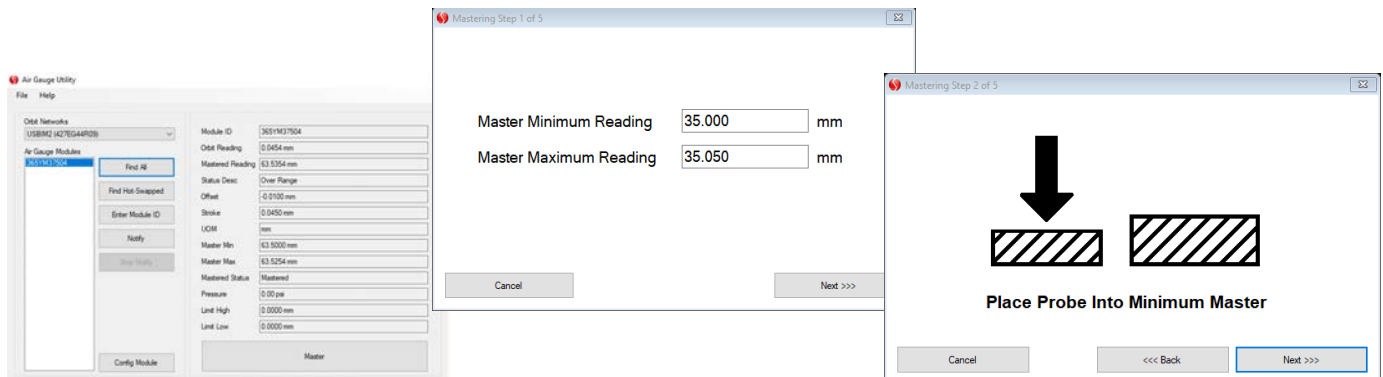 Air Gauge Utility
File Help
Orbit Networks
USBIM2 (427EG44R09)
Air Gauge Modules
365YM37504
Find All
Find Hot-Swapped
Enter Module ID
Notify
Stop Notify
Config Module
Module ID 365YM37504
Orbit Reading 0.0454 mm
Mastered Reading 63.5354 mm
Status Desc Over Range
Offset -0.0100 mm
Stroke 0.0450 mm
UOM mm
Master Min 63.5000 mm
Master Max 63.5254 mm
Mastered Status Mastered
Pressure 0.00 psi
Limit High 0.0000 mm
Limit Low 0.0000 mm
Master
Mastering Step 1 of 5
Master Minimum Reading 35.000 mm
Master Maximum Reading 35.050 mm
Cancel Next >>>
Mastering Step 2 of 5
Place Probe Into Minimum Master
Cancel <<< Back Next >>>